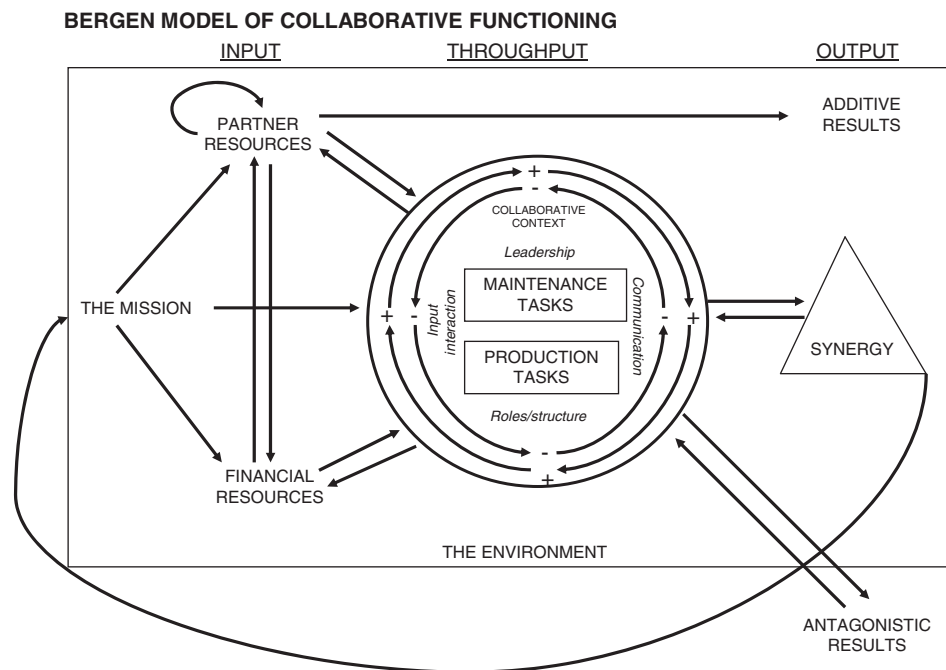 BERGEN MODEL OF COLLABORATIVE FUNCTIONING
INPUT
THROUGHPUT
OUTPUT
PARTNER
RESOURCES
ADDITIVE
RESULTS
+
-
COLLABORATIVE
CONTEXT
Leadership
MAINTENANCE
TASKS
THE MISSION
+
-
Input
interaction
Communication
-
+
SYNERGY
PRODUCTION
TASKS
Roles/structure
-
+
FINANCIAL
RESOURCES
THE ENVIRONMENT
ANTAGONISTIC
RESULTS